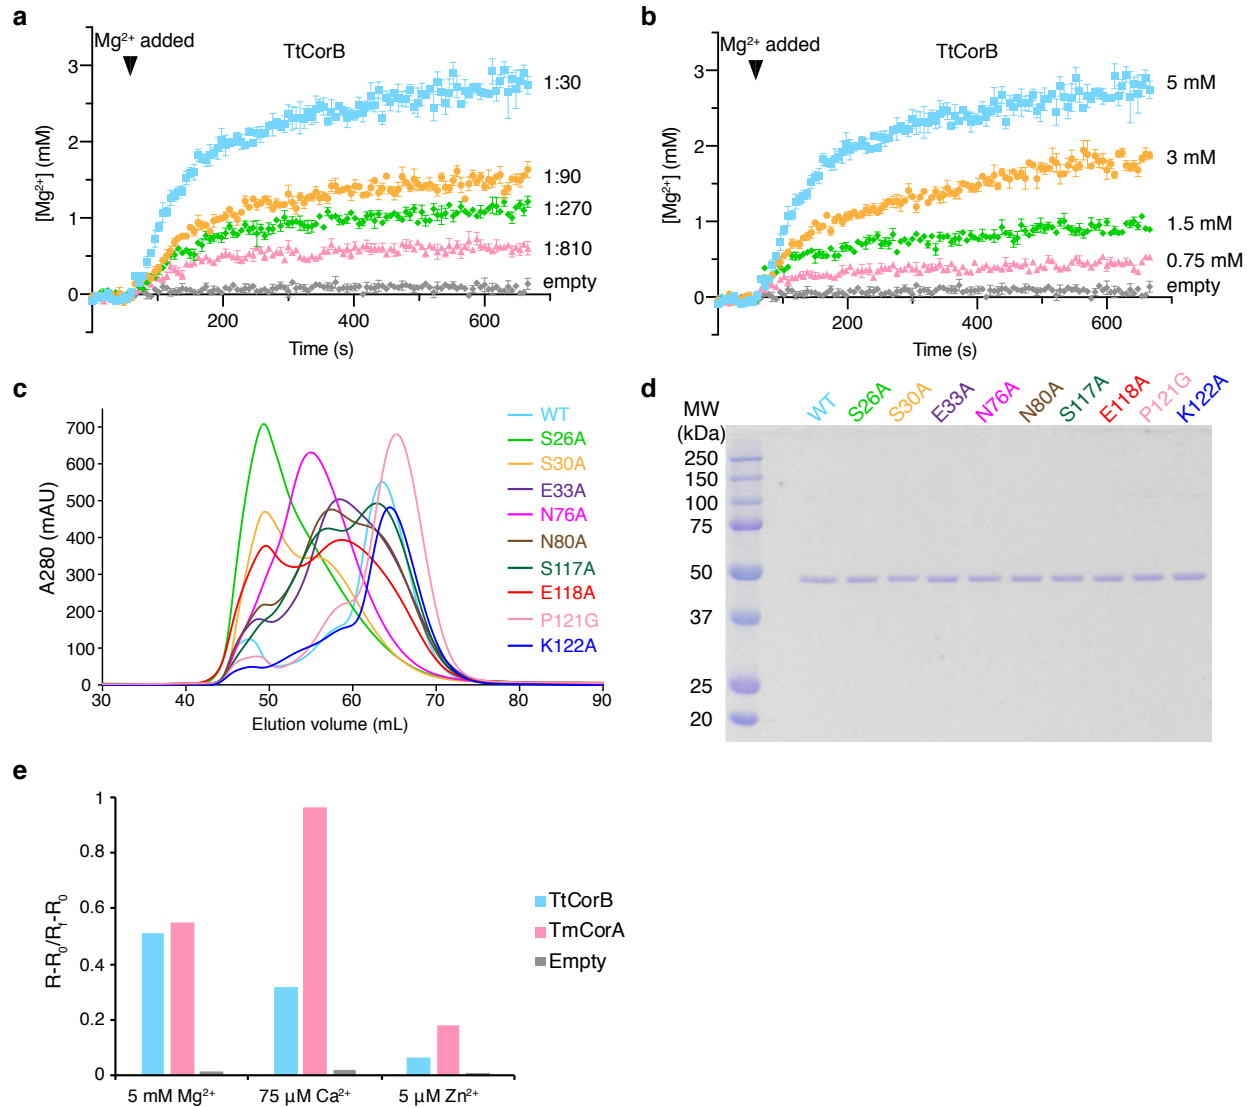 a
Mg²⁺ added
TtCorB
[Mg²⁺] (mM)
3
2
1
0
1:30
1:90
1:270
1:810
empty
200
400
600
Time (s)
b
Mg²⁺ added
TtCorB
[Mg²⁺] (mM)
3
2
1
0
5 mM
3 mM
1.5 mM
0.75 mM
empty
200
400
600
Time (s)
c
A280 (mAU)
700
600
500
400
300
200
100
0
30
40
50
60
70
80
90
Elution volume (mL)
WT
S26A
S30A
E33A
N76A
N80A
S117A
E118A
P121G
K122A
d
MW
(kDa)
WT
S26A
S30A
E33A
N76A
N80A
S117A
E118A
P121G
K122A
250
150
100
75
50
37
25
20
e
R-R₀/R_f-R₀
1
0.8
0.6
0.4
0.2
0
5 mM Mg²⁺
75 µM Ca²⁺
5 µM Zn²⁺
TtCorB
TmCorA
Empty